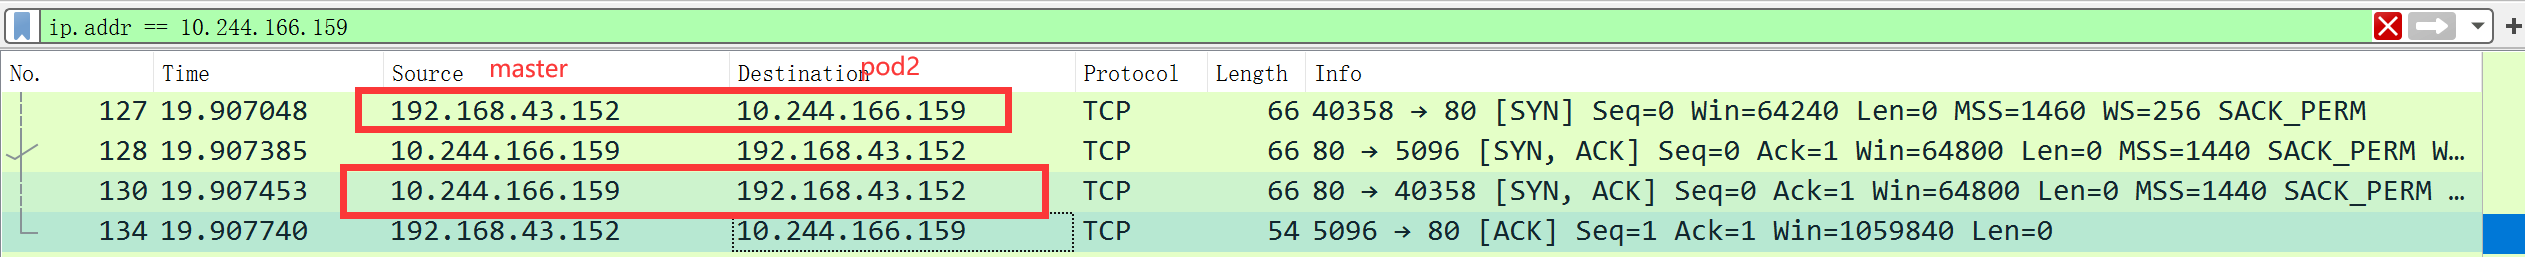 ip.addr == 10.244.166.159
No. Time Source master Destination pod2 Protocol Length Info
127 19.907048 192.168.43.152 10.244.166.159 TCP 66 40358 → 80 [SYN] Seq=0 Win=64240 Len=0 MSS=1460 WS=256 SACK_PERM
128 19.907385 10.244.166.159 192.168.43.152 TCP 66 80 → 5096 [SYN, ACK] Seq=0 Ack=1 Win=64800 Len=0 MSS=1440 SACK_PERM W…
130 19.907453 10.244.166.159 192.168.43.152 TCP 66 80 → 40358 [SYN, ACK] Seq=0 Ack=1 Win=64800 Len=0 MSS=1440 SACK_PERM …
134 19.907740 192.168.43.152 10.244.166.159 TCP 54 5096 → 80 [ACK] Seq=1 Ack=1 Win=1059840 Len=0